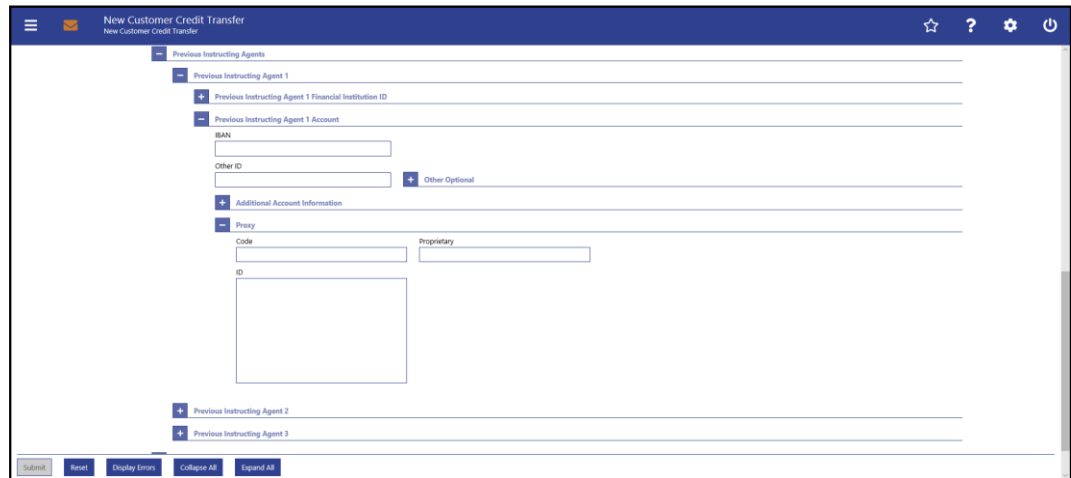 New Customer Credit Transfer
New Customer Credit Transfer
Previous Instructing Agents
Previous Instructing Agent 1
Previous Instructing Agent 1 Financial Institution ID
Previous Instructing Agent 1 Account
IBAN
Other ID
Other Optional
Additional Account Information
Proxy
Code Proprietary
ID
Previous Instructing Agent 2
Previous Instructing Agent 3
Submit Reset Display Errors Collapse All Expand All